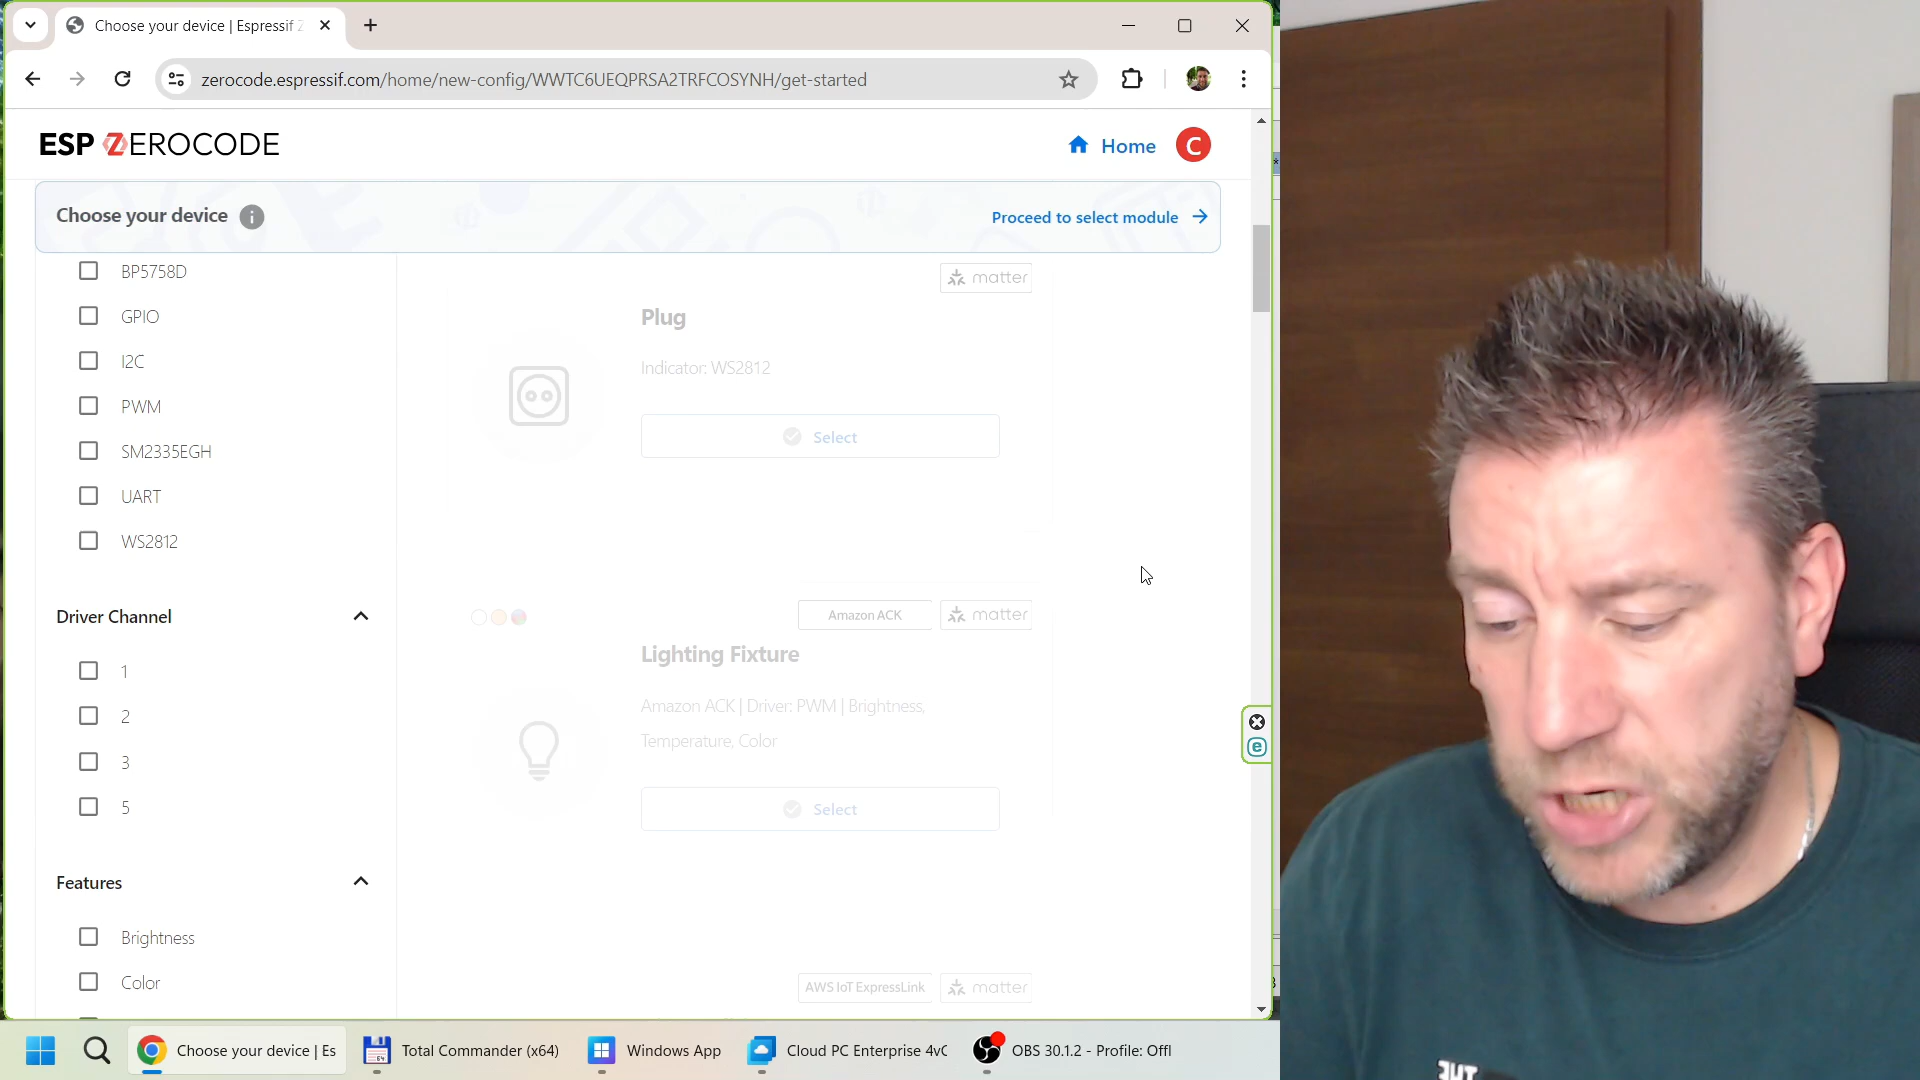 Choose your device | Espressif Z
zerocode.espressif.com/home/new-config/WWTC6UEQPRSA2TRFCOSYNH/get-started
ESP ZEROCODE
Home
C
Choose your device
Proceed to select module
BP5758D
GPIO
I2C
PWM
SM2335EGH
UART
WS2812
Driver Channel
1
2
3
5
Features
Brightness
Color
matter
Plug
Indicator: WS2812
Select
Amazon ACK
matter
Lighting Fixture
Amazon ACK | Driver: PWM | Brightness,
Temperature, Color
Select
AWS IoT ExpressLink
matter
Choose your device | Es
Total Commander (x64)
Windows App
Cloud PC Enterprise 4vC
OBS 30.1.2 - Profile: Offl
THE